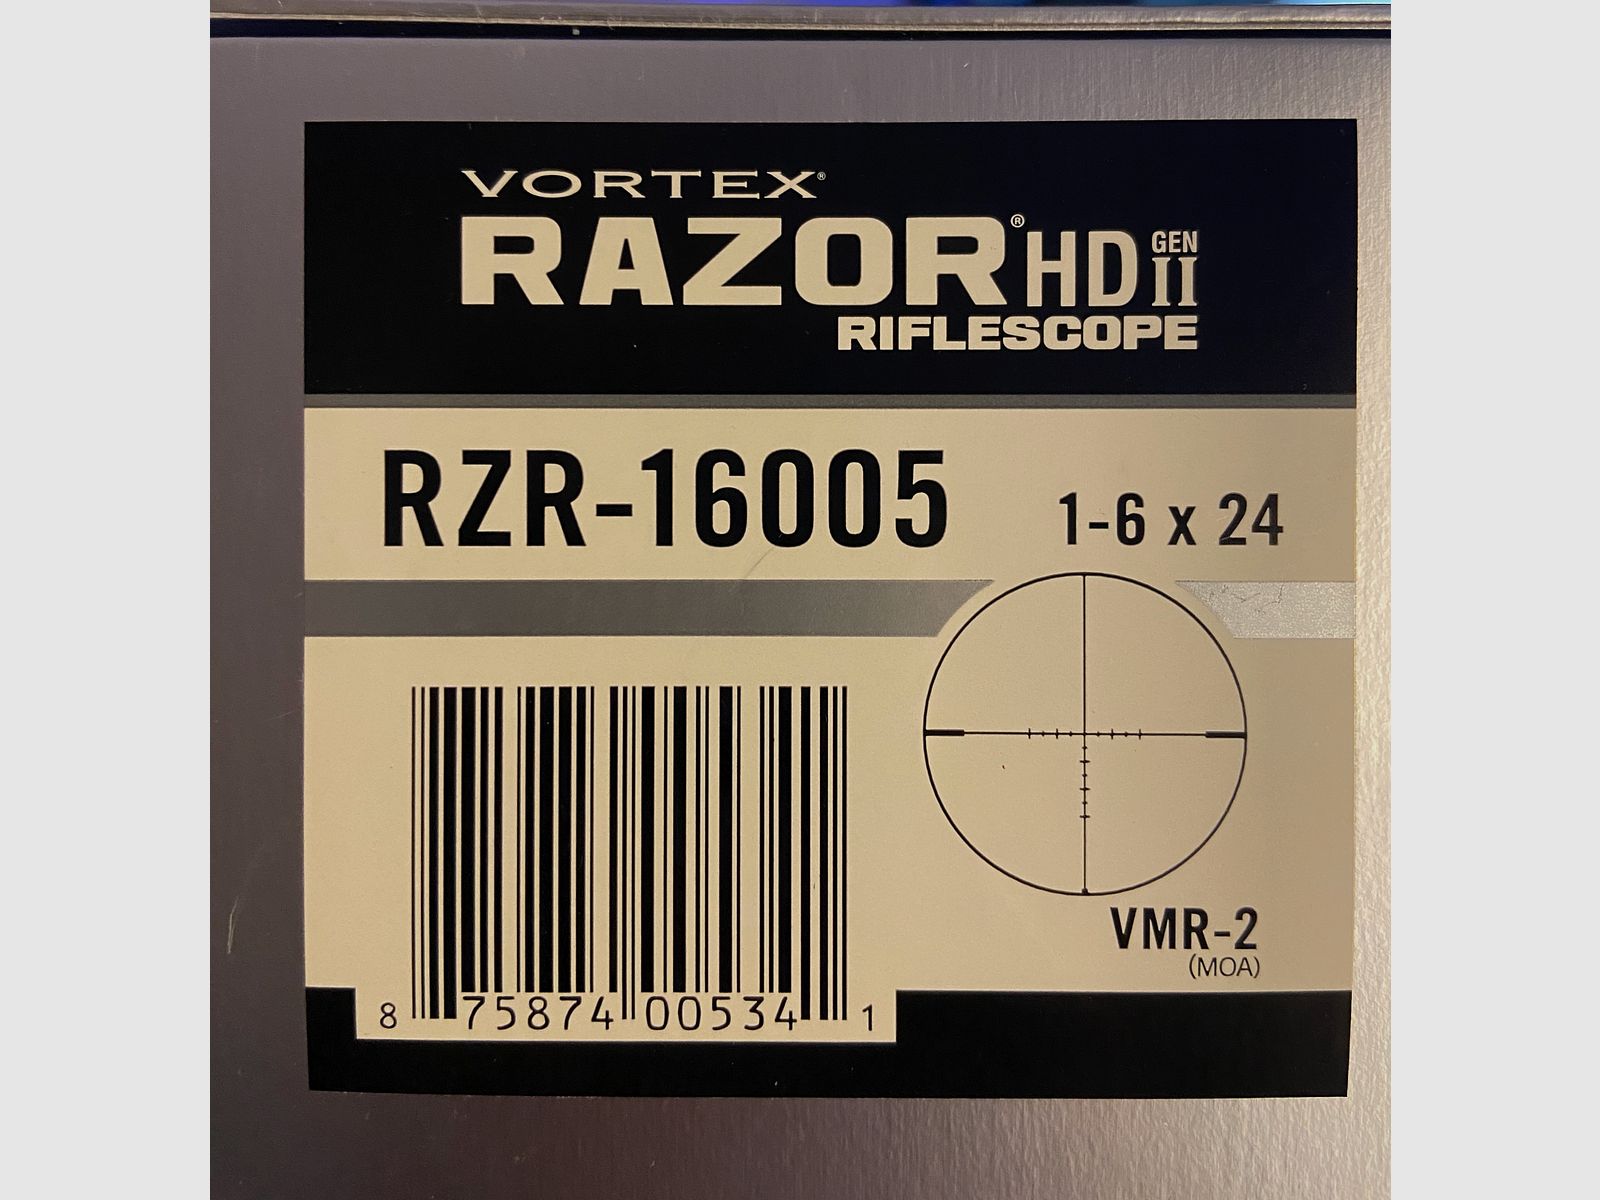 VORTEX®
RAZOR® HD GEN II
RIFLESCOPE
RZR-16005 1-6 x 24
VMR-2
(MOA)
8 75874 00534 1